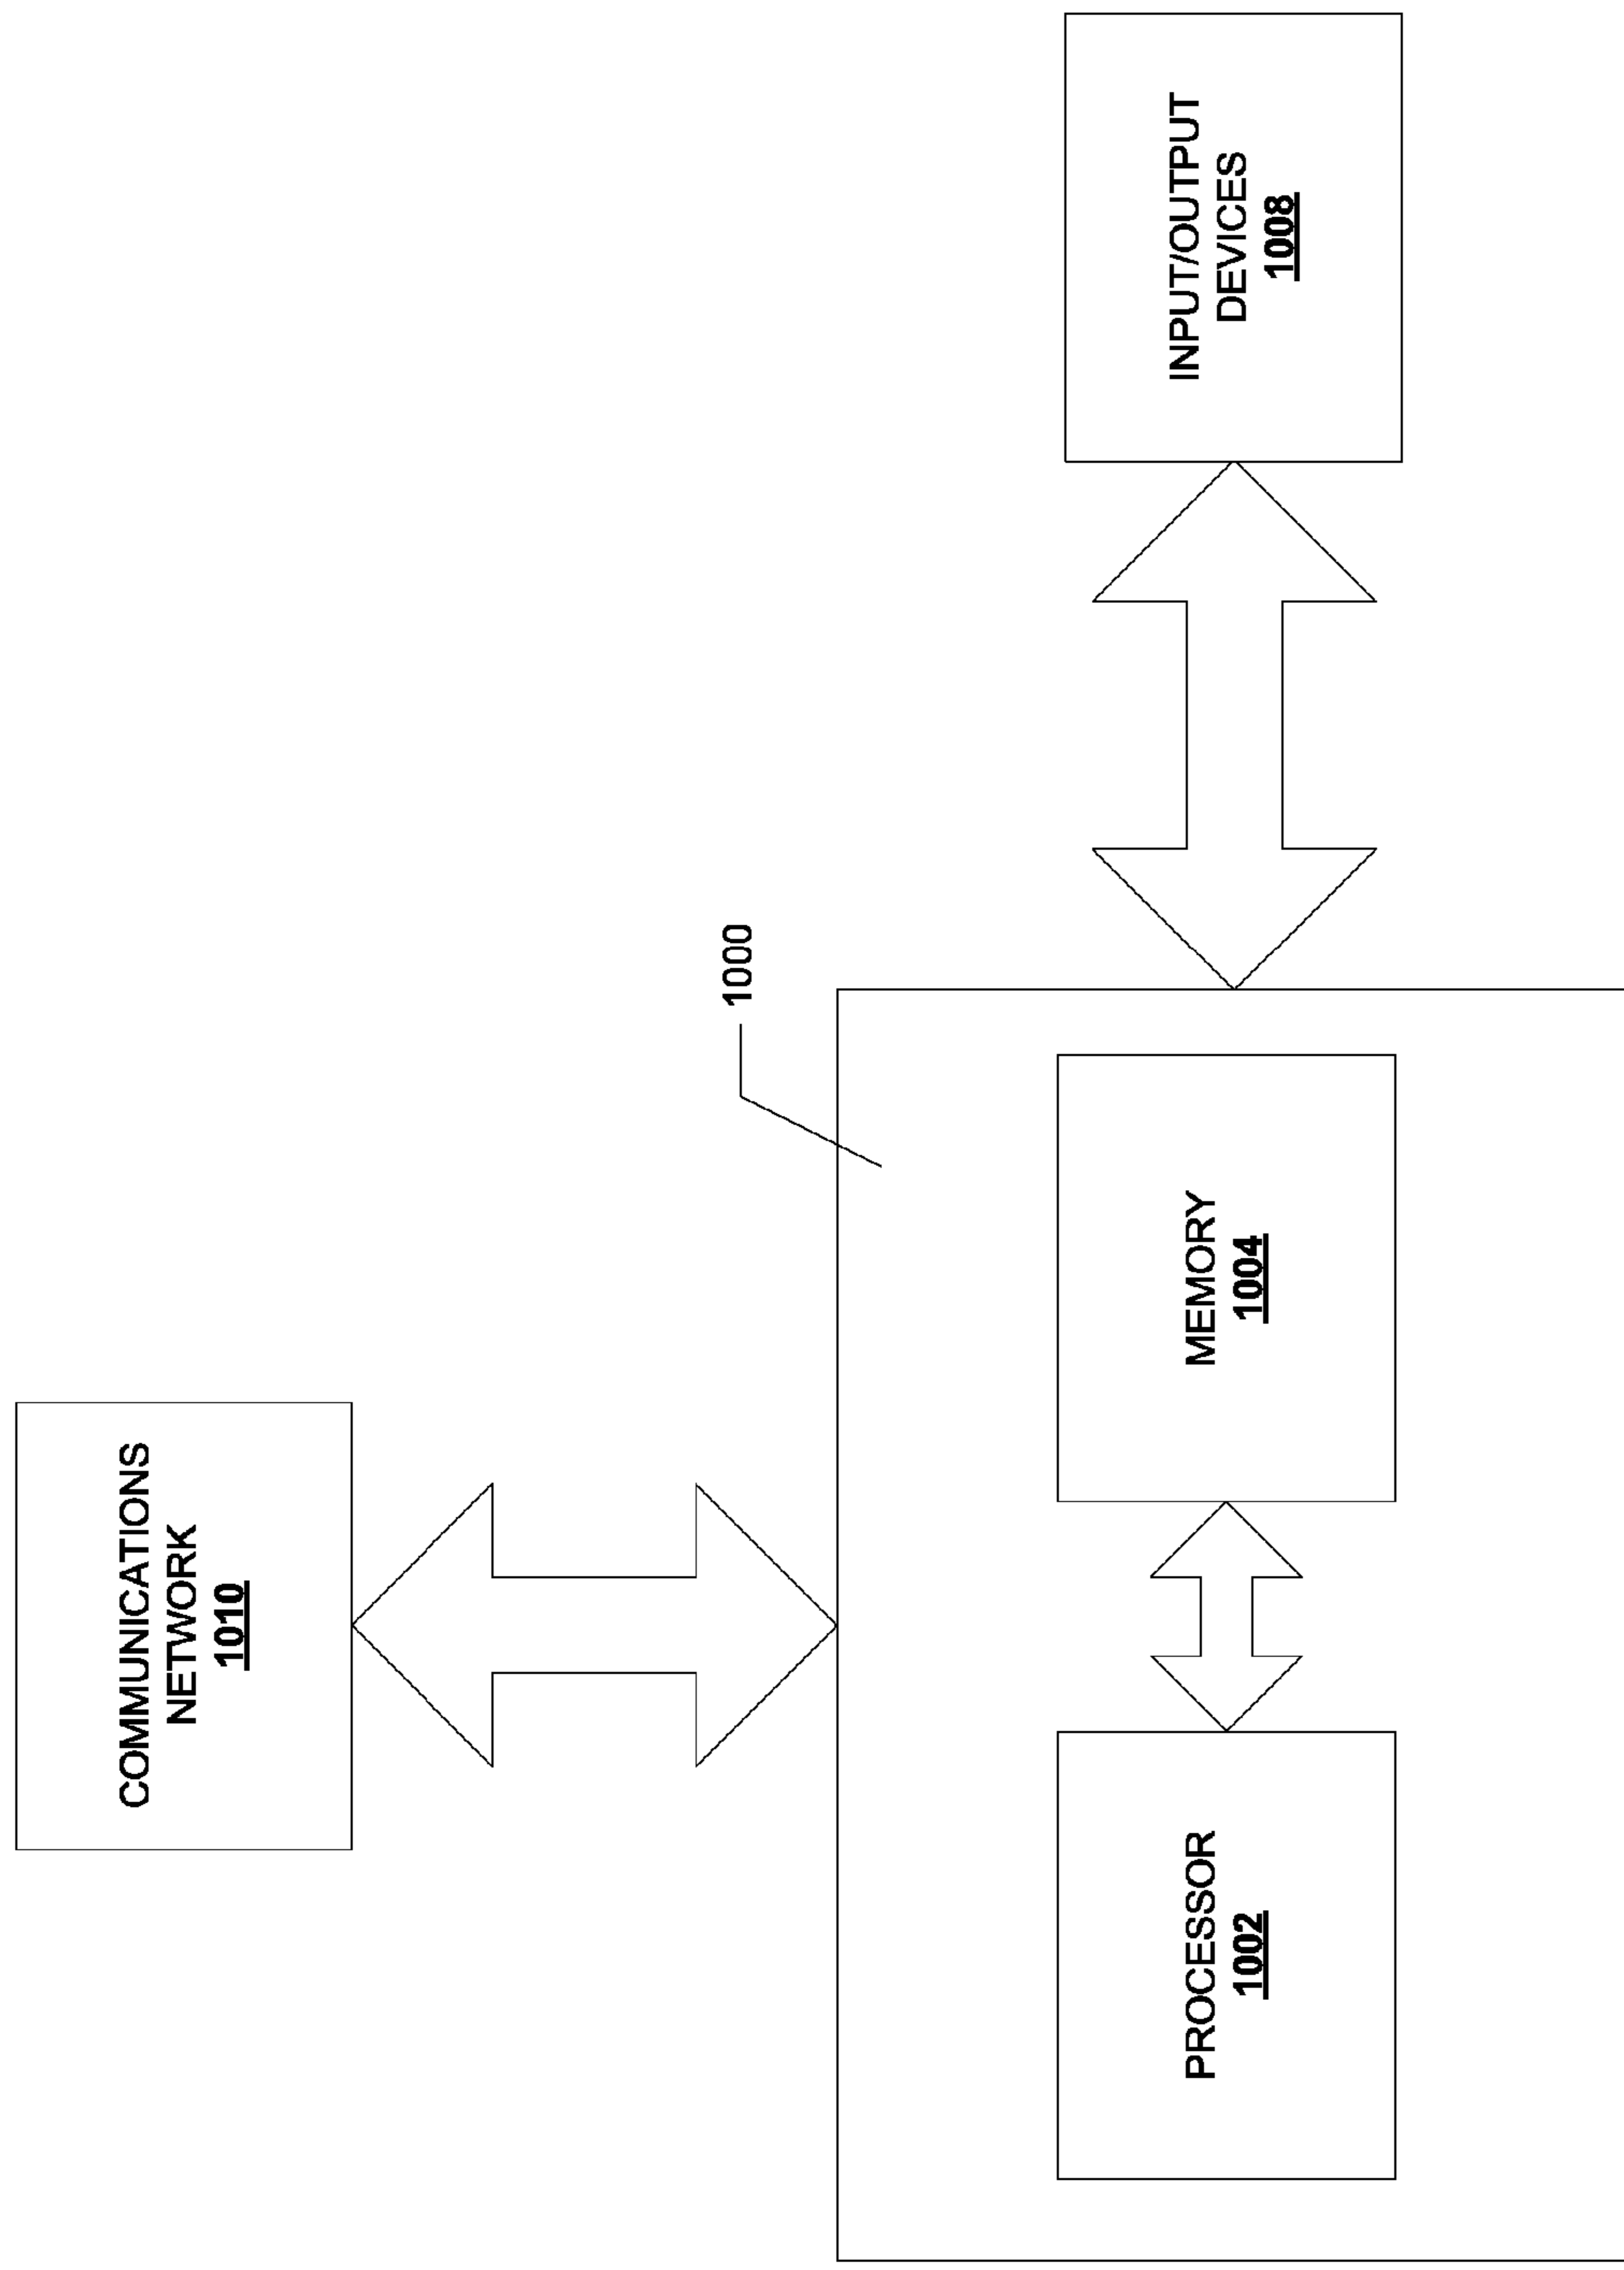 COMMUNICATIONS
NETWORK
1010
1000
PROCESSOR
1002
MEMORY
1004
INPUT/OUTPUT
DEVICES
1008